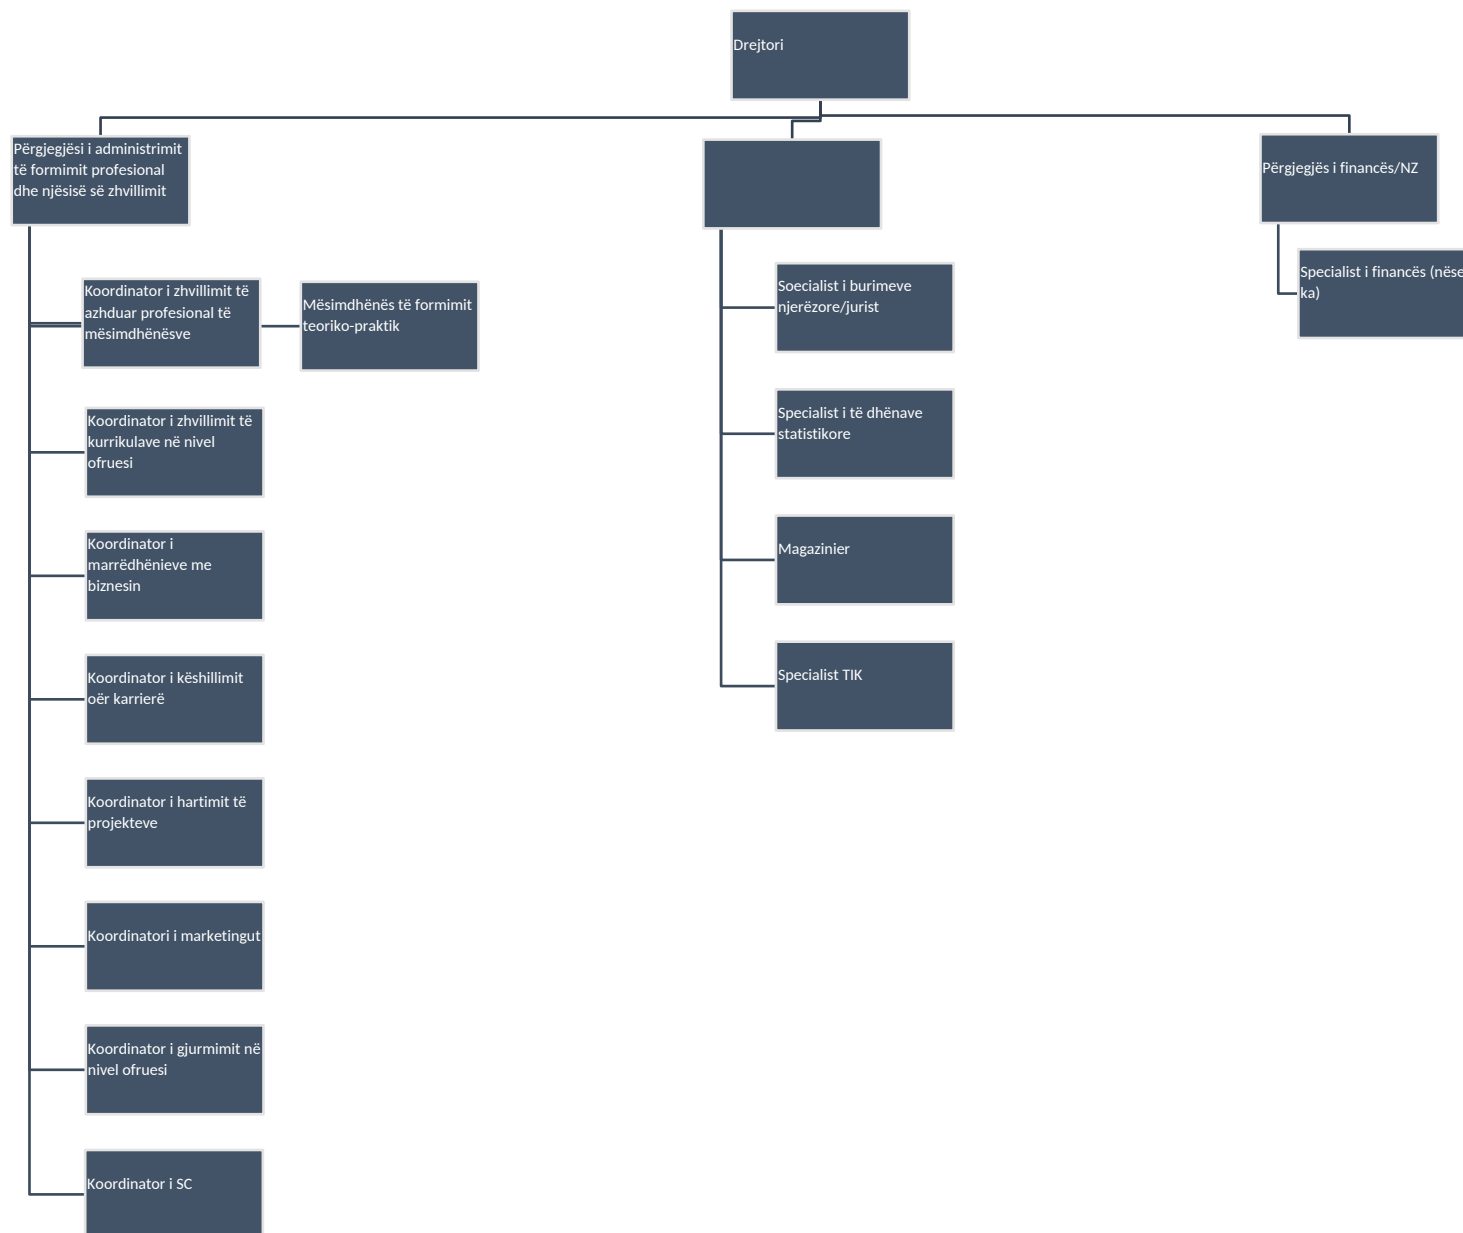 Drejtori
Përgjegjësi i administrimit
të formimit profesional
dhe njësisë së zhvillimit
Përgjegjës i financës/NZ
Specialist i financës (nëse
ka)
Koordinator i zhvillimit të
azhduar profesional të
mësimdhënësve
Mësimdhënës të formimit
teoriko-praktik
Soecialist i burimeve
njerëzore/jurist
Koordinator i zhvillimit të
kurrikulave në nivel
ofruesi
Specialist i të dhënave
statistikore
Koordinator i
marrëdhënieve me
biznesin
Magazinier
Koordinator i këshillimit
oër karrierë
Specialist TIK
Koordinator i hartimit të
projekteve
Koordinatori i marketingut
Koordinator i gjurmimit në
nivel ofruesi
Koordinator i SC